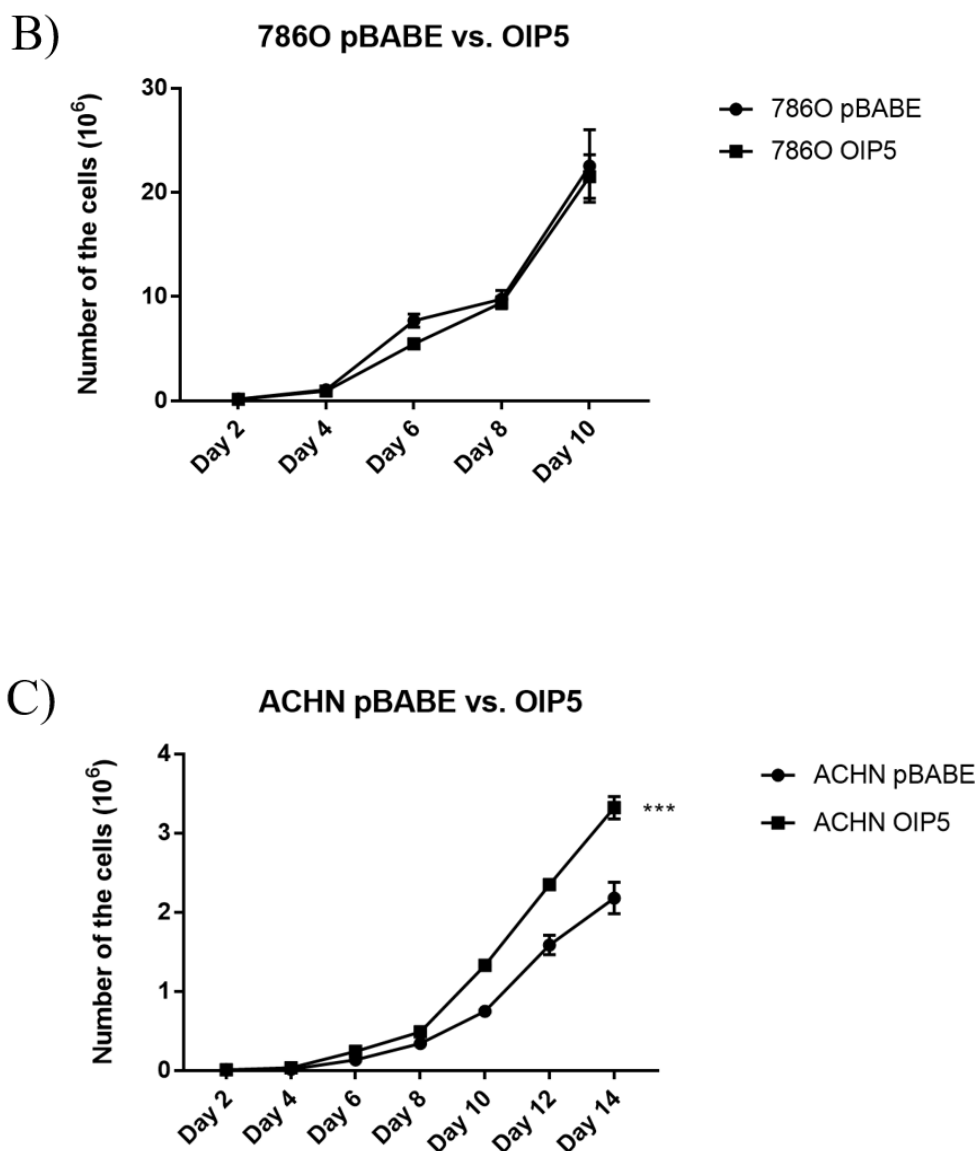 B)
786O pBABE vs. OIP5
Number of the cells (10⁶)
30
20
10
0
Day 2
Day 4
Day 6
Day 8
Day 10
786O pBABE
786O OIP5
C)
ACHN pBABE vs. OIP5
Number of the cells (10⁶)
4
3
2
1
0
Day 2
Day 4
Day 6
Day 8
Day 10
Day 12
Day 14
***
ACHN pBABE
ACHN OIP5